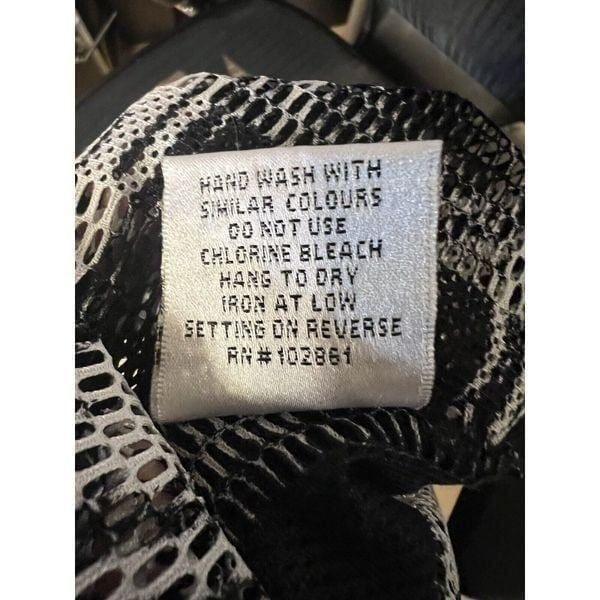 HAND WASH WITH
SIMILAR COLOURS
DO NOT USE
CHLORINE BLEACH
HANG TO DRY
IRON AT LOW
SETTING ON REVERSE
RN#102861